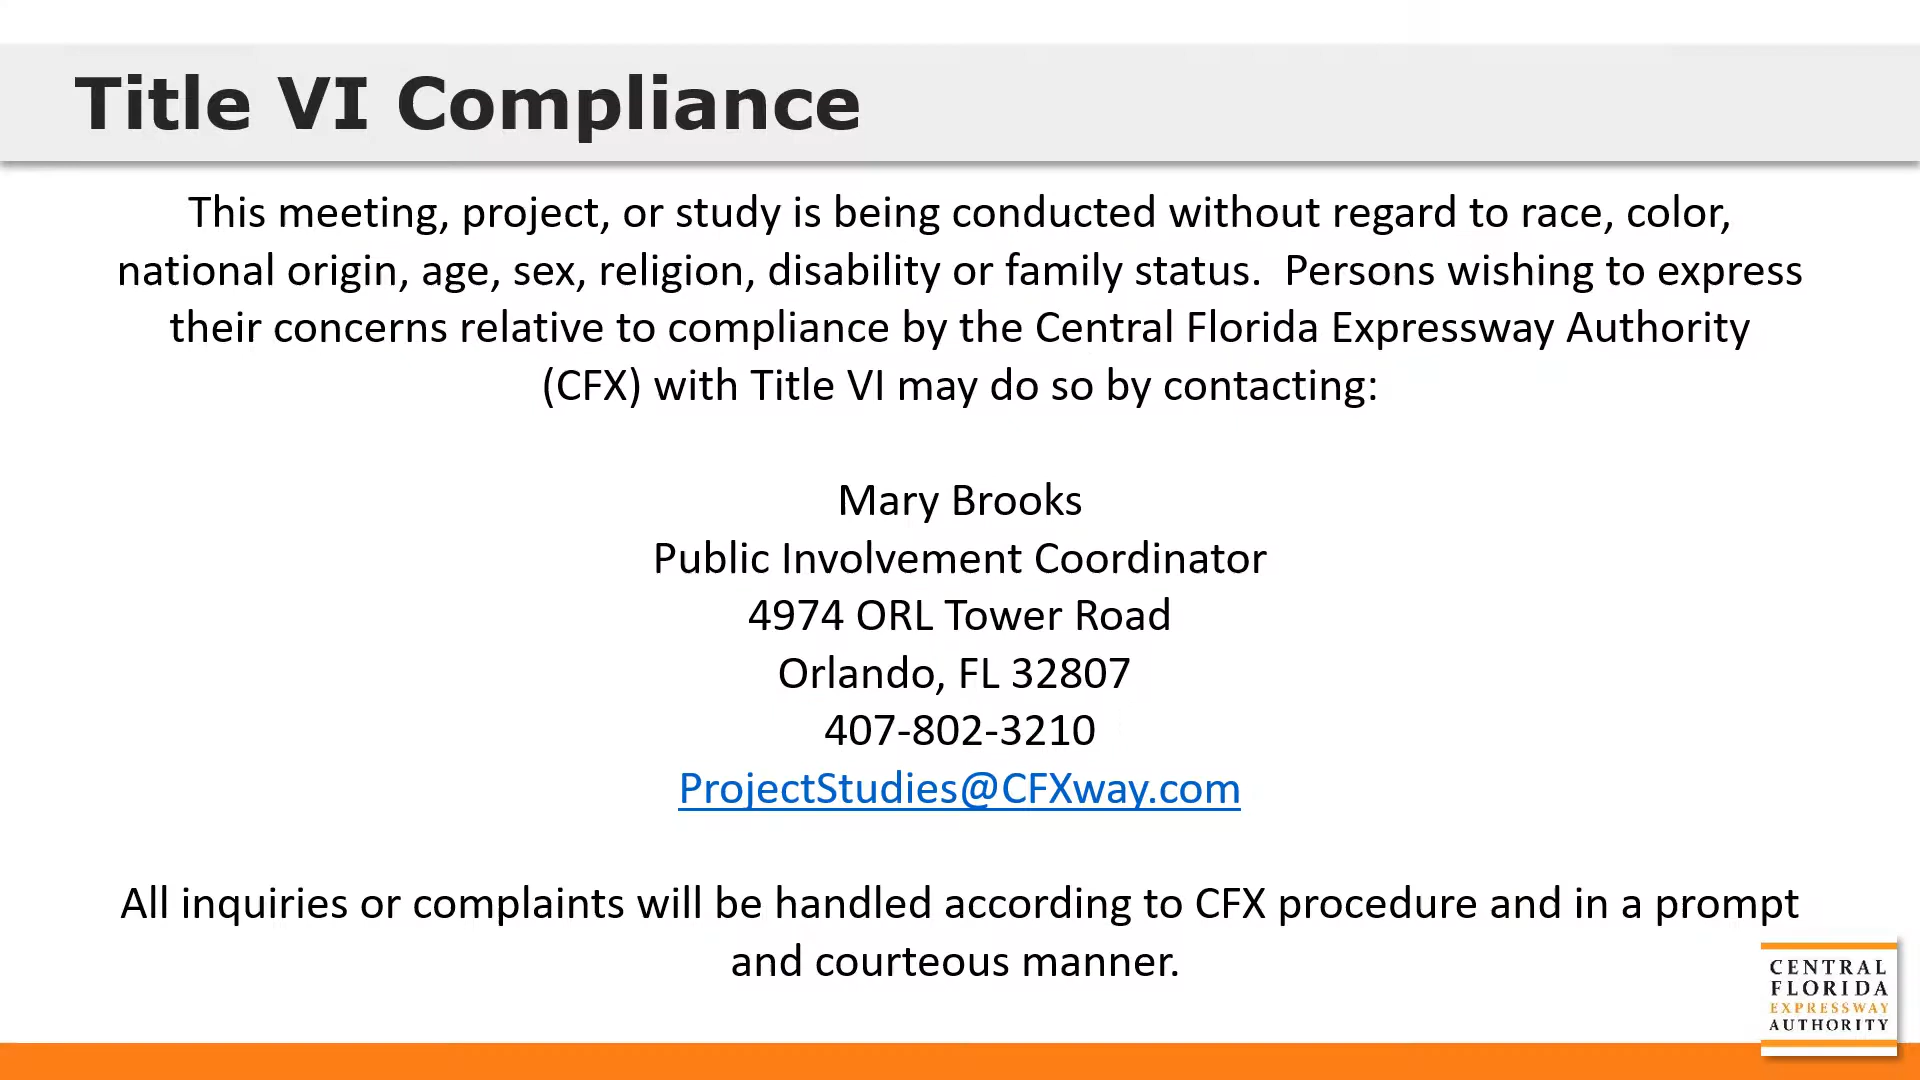 Title VI Compliance
This meeting, project, or study is being conducted without regard to race, color,
national origin, age, sex, religion, disability or family status.  Persons wishing to express
their concerns relative to compliance by the Central Florida Expressway Authority
(CFX) with Title VI may do so by contacting:
Mary Brooks
Public Involvement Coordinator
4974 ORL Tower Road
Orlando, FL 32807
407-802-3210
ProjectStudies@CFXway.com
All inquiries or complaints will be handled according to CFX procedure and in a prompt
and courteous manner.
CENTRAL
FLORIDA
EXPRESSWAY
AUTHORITY